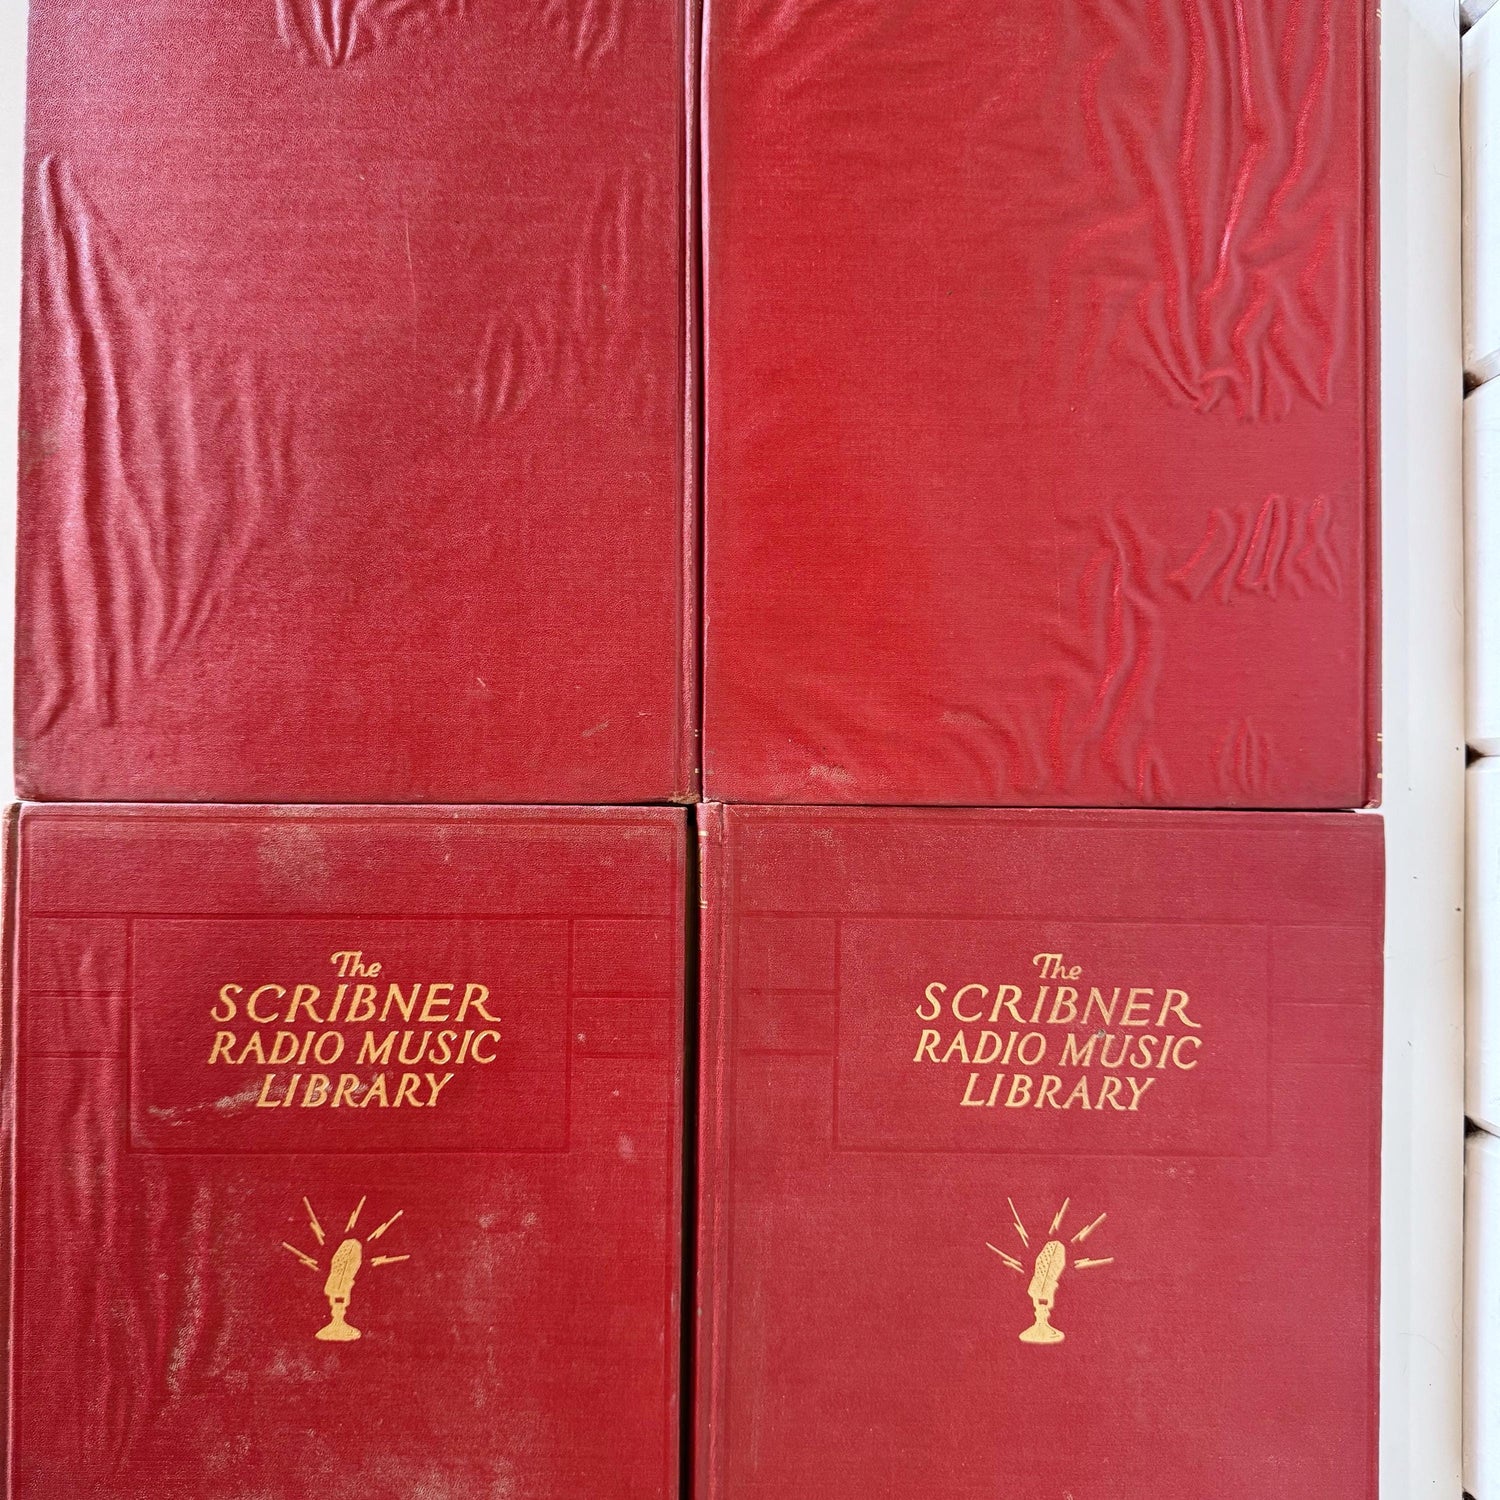 The
SCRIBNER
RADIO MUSIC
LIBRARY
The
SCRIBNER
RADIO MUSIC
LIBRARY